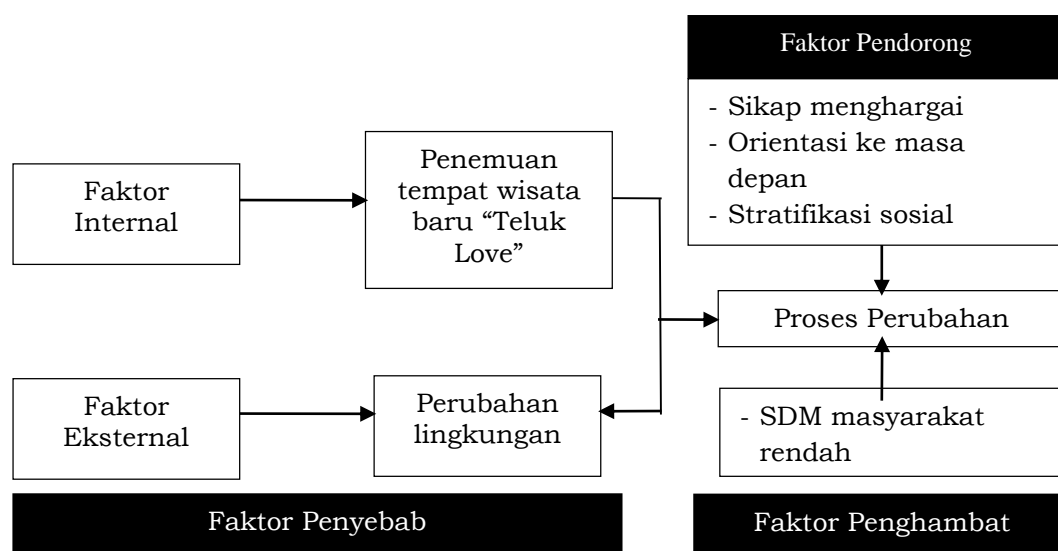 Faktor Pendorong
- Sikap menghargai
- Orientasi ke masa
depan
- Stratifikasi sosial
Penemuan
tempat wisata
baru “Teluk
Love”
Faktor
Internal
Proses Perubahan
Faktor
Eksternal
Perubahan
lingkungan
- SDM masyarakat
rendah
Faktor Penyebab
Faktor Penghambat